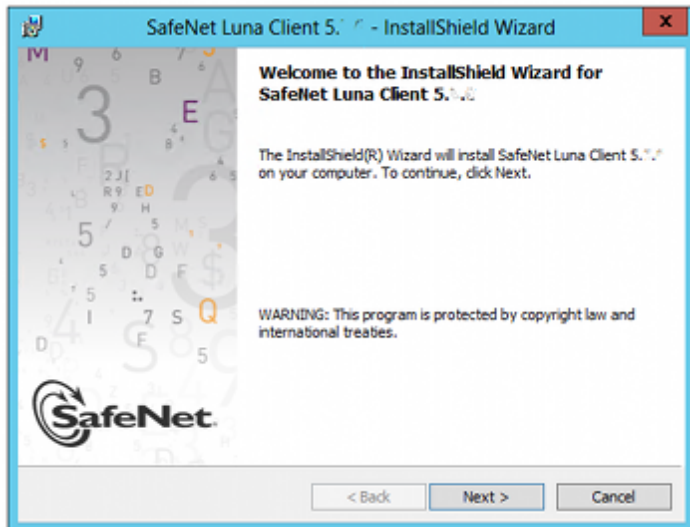 SafeNet Luna Client 5. - InstallShield Wizard
Welcome to the InstallShield Wizard for
SafeNet Luna Client 5.
The InstallShield(R) Wizard will install SafeNet Luna Client 5.
on your computer. To continue, click Next.
WARNING: This program is protected by copyright law and
international treaties.
SafeNet.
< Back
Next >
Cancel